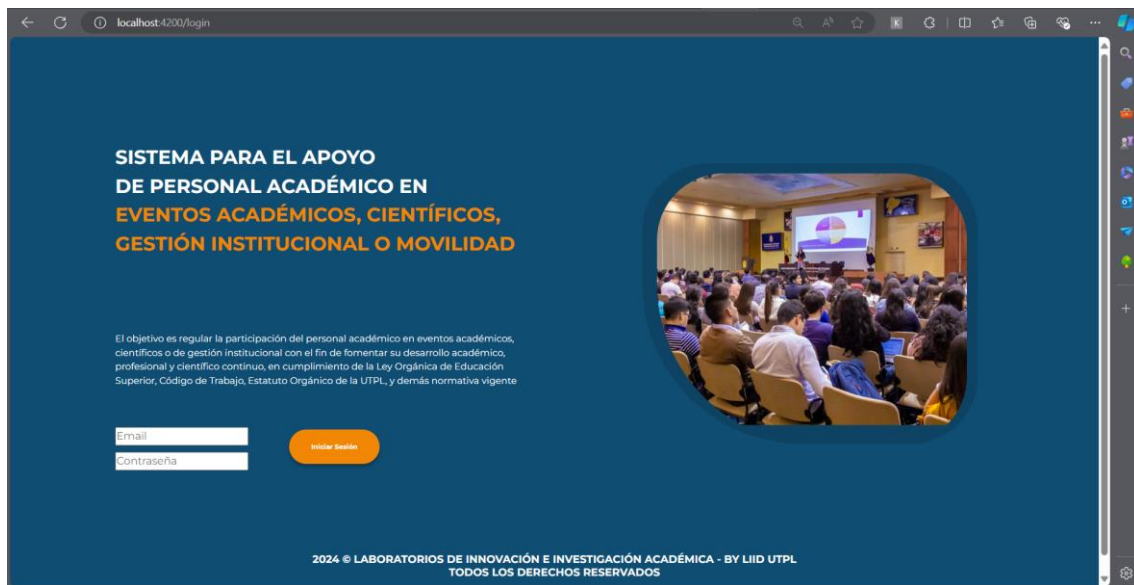 localhost:4200/login
SISTEMA PARA EL APOYO
DE PERSONAL ACADÉMICO EN
EVENTOS ACADÉMICOS, CIENTÍFICOS,
GESTIÓN INSTITUCIONAL O MOVILIDAD
El objetivo es regular la participación del personal académico en eventos académicos,
científicos o de gestión institucional con el fin de fomentar su desarrollo académico,
profesional y científico continuo, en cumplimiento de la Ley Orgánica de Educación
Superior, Código de Trabajo, Estatuto Orgánico de la UTPL, y demás normativa vigente
Email
Contraseña
Iniciar Sesión
2024 © LABORATORIOS DE INNOVACIÓN E INVESTIGACIÓN ACADÉMICA - BY LIID UTPL
TODOS LOS DERECHOS RESERVADOS